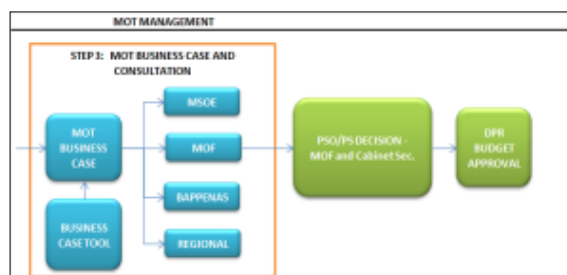 MOT MANAGEMENT
STEP 3: MOT BUSINESS CASE AND
CONSULTATION
MOT
BUSINESS
CASE
BUSINESS
CASE TOOL
MSOE
MOF
BAPPENAS
REGIONAL
PSO/PS DECISION -
MOF and Cabinet Sec.
DPR
BUDGET
APPROVAL